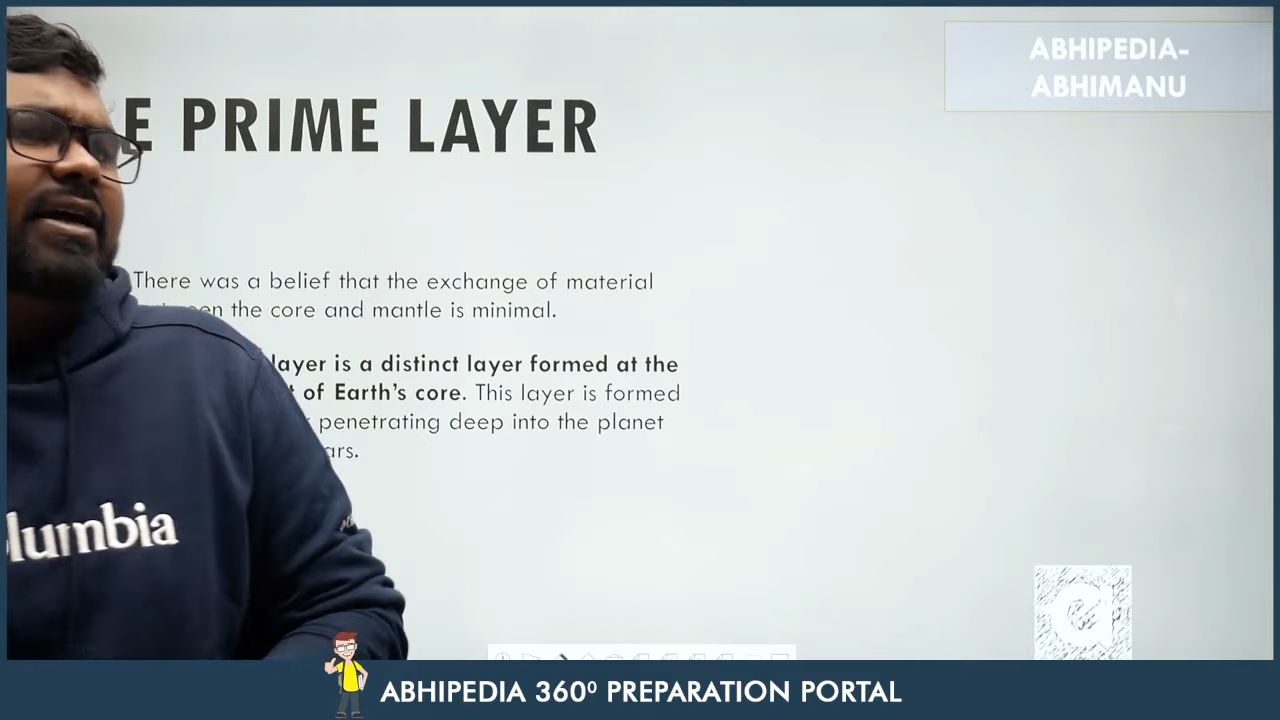 ABHIPEDIA-
ABHIMANU
E PRIME LAYER
There was a belief that the exchange of material
the core and mantle is minimal.
layer is a distinct layer formed at the
of Earth's core. This layer is formed
penetrating deep into the planet
lumbia
ABHIPEDIA 360⁰ PREPARATION PORTAL